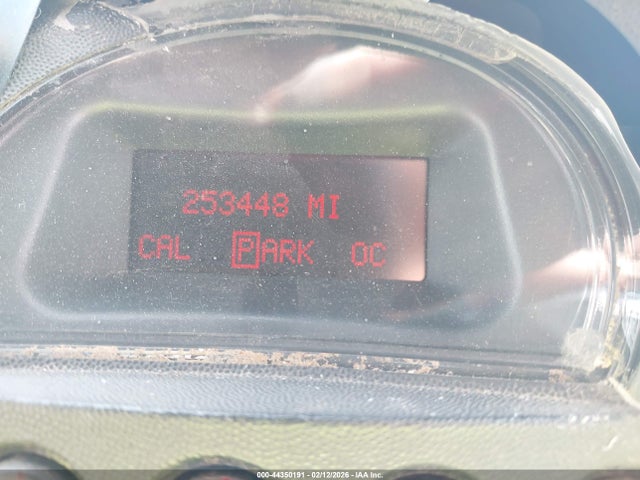 253448 MI
CAL PARK OC
000-44350191 - 02/12/2026 - IAA Inc.